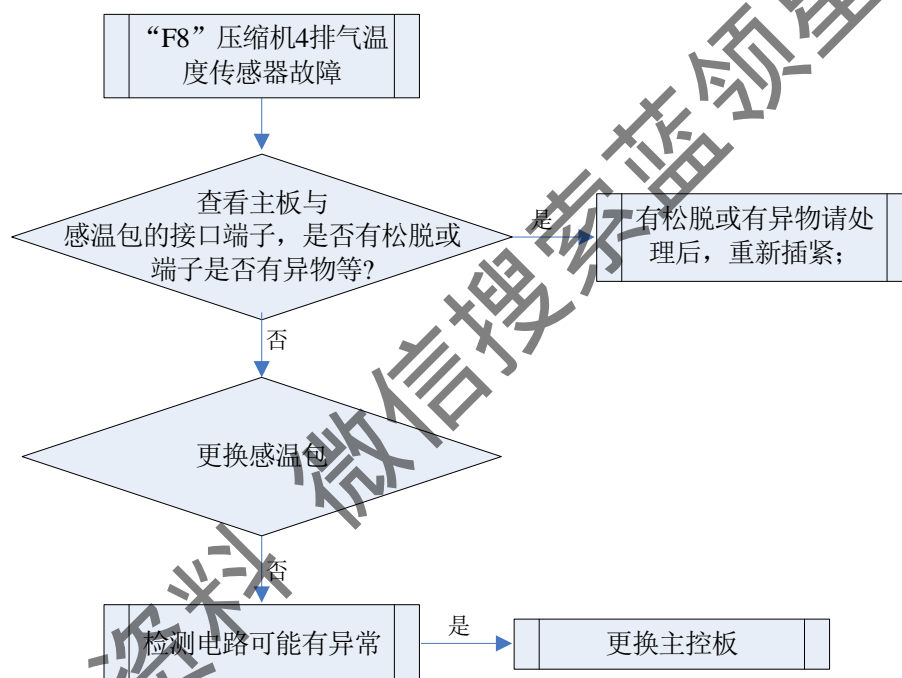 “F8”压缩机4排气温
度传感器故障
查看主板与
感温包的接口端子，是否有松脱或
端子是否有异物等?
是
有松脱或有异物请处
理后，重新插紧；
否
更换感温包
否
检测电路可能有异常
是
更换主控板
资料 微信搜索蓝领